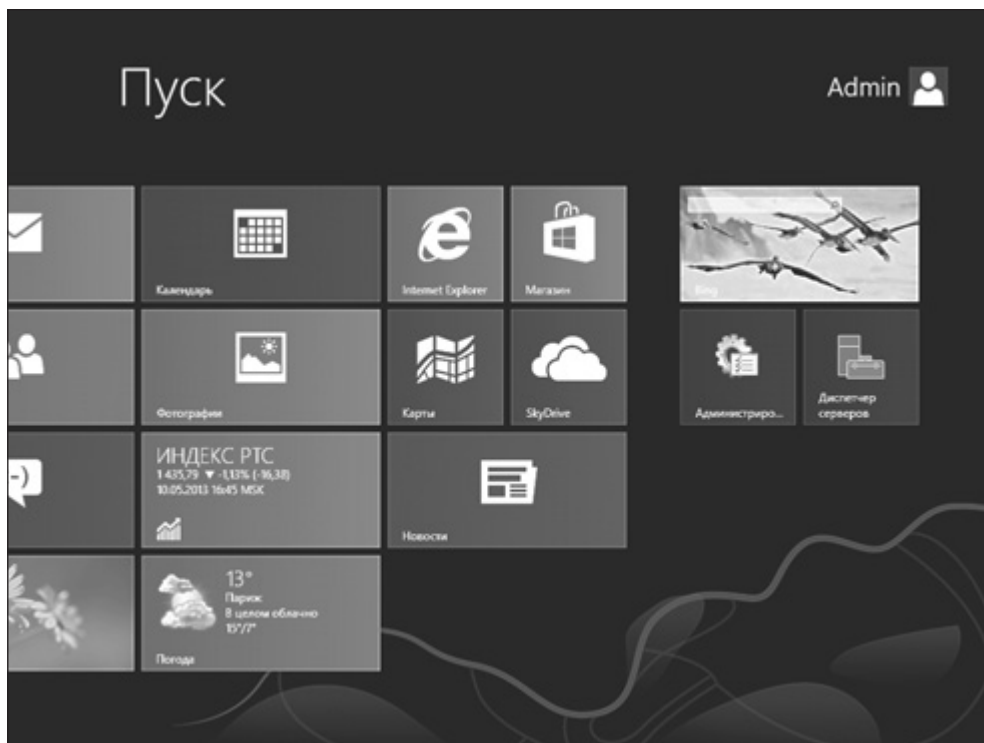 Пуск
Admin
Календарь
Internet Explorer
Магазин
Bing
Фотографии
Карты
SkyDrive
Администриро...
Диспетчер
серверов
-)
ИНДЕКС РТС
1 435,79 ▼ -1,13% (-16,38)
10.05.2013 16:45 MSK
Новости
13°
Париж
В целом облачно
15°/7°
Погода